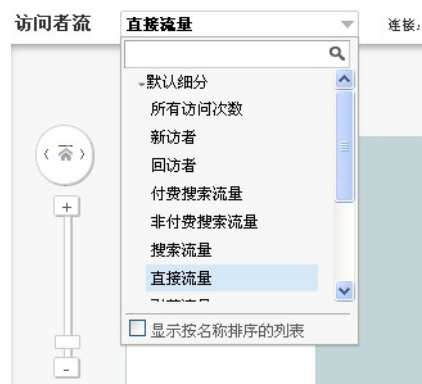 访问者流
直接流量
连接:
默认细分
所有访问次数
新访者
回访者
付费搜索流量
非付费搜索流量
搜索流量
直接流量
显示按名称排序的列表